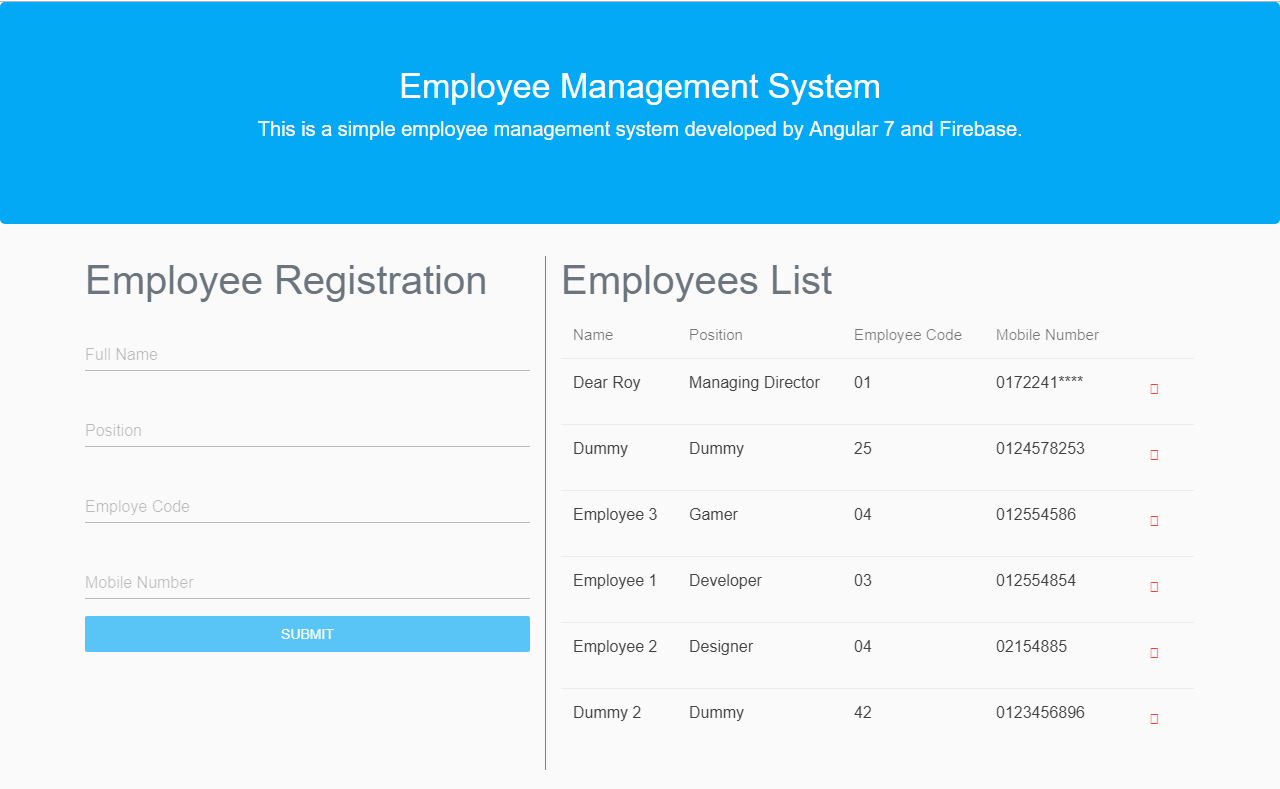 Employee Management System
This is a simple employee management system developed by Angular 7 and Firebase.
Employee Registration
Full Name
Position
Employe Code
Mobile Number
SUBMIT
Employees List
Name Position Employee Code Mobile Number
Dear Roy Managing Director 01 0172241****
Dummy Dummy 25 0124578253
Employee 3 Gamer 04 012554586
Employee 1 Developer 03 012554854
Employee 2 Designer 04 02154885
Dummy 2 Dummy 42 0123456896